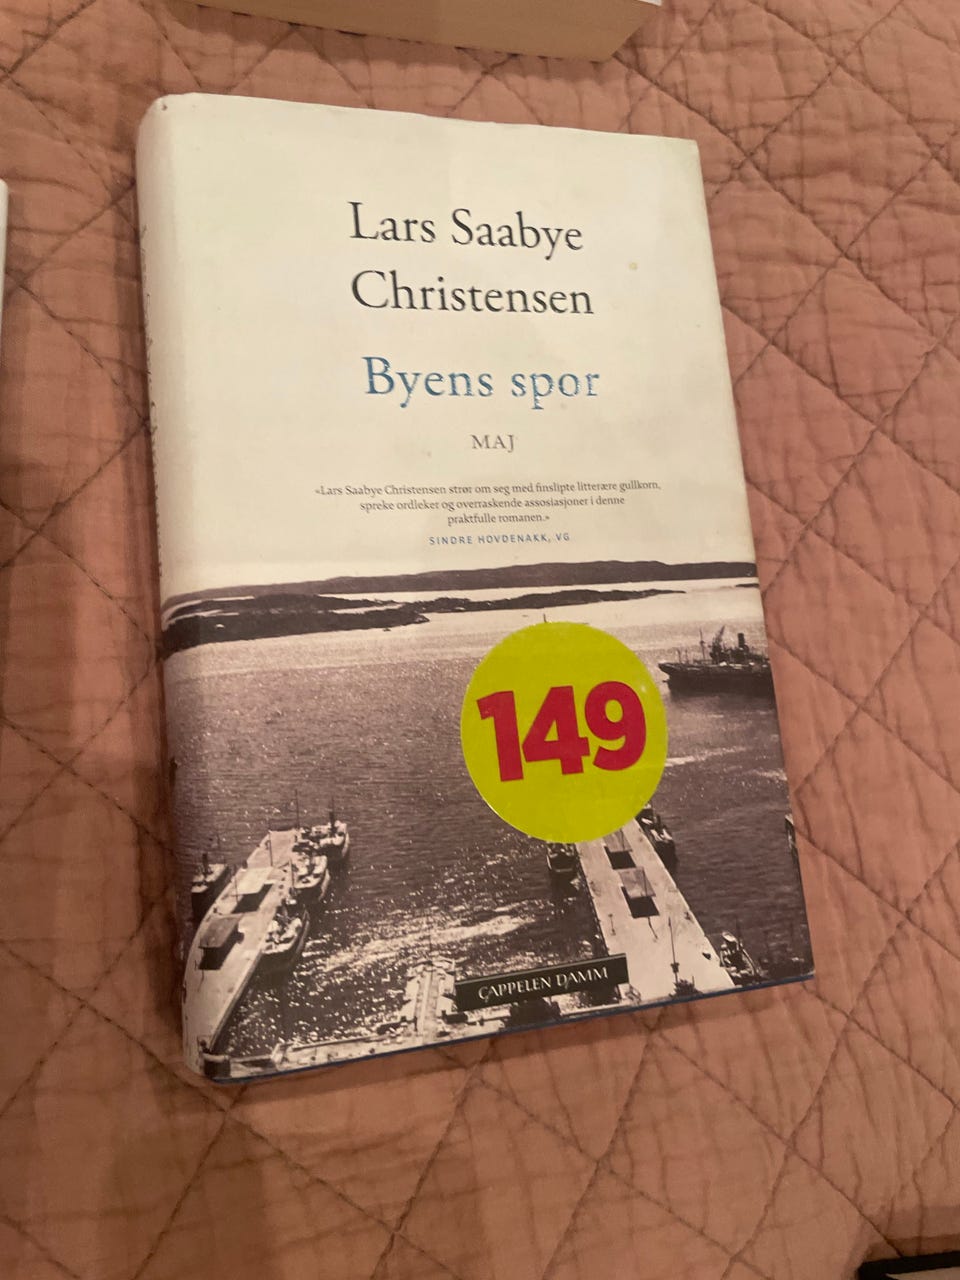 Lars Saabye
Christensen
Byens spor
MAJ
«Lars Saabye Christensen strør om seg med finslipte litterære gullkorn,
spreke ordleker og overraskende assosiasjoner i denne
praktfulle romanen.»
SINDRE HOVDENAKK, VG
149
CAPPELEN DAMM